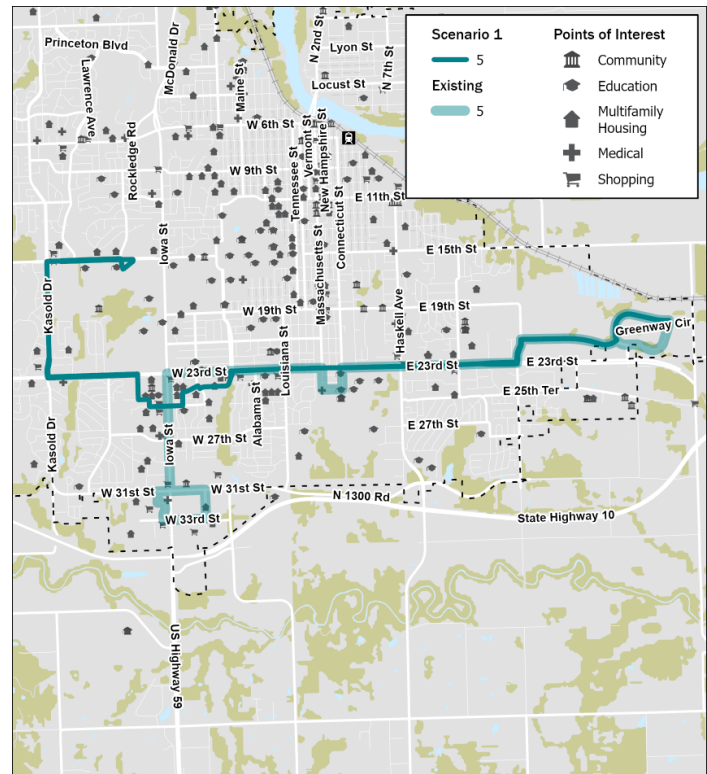 Scenario 1
5
Existing
5
Points of Interest
Community
Education
Multifamily
Housing
Medical
Shopping
Princeton Blvd
McDonald Dr
Lawrence Ave
Rockledge Rd
Maine St
N 2nd St
Lyon St
N 7th St
Locust St
W 6th St
W 9th St
Tennessee St
Vermont St
New Hampshire St
E 11th St
Massachusetts St
Connecticut St
Iowa St
E 15th St
Kasold Dr
W 19th St
E 19th St
Haskell Ave
Greenway Cir
W 23rd St
Louisiana St
E 23rd St
E 23rd St
Alabama St
E 25th Ter
Kasold Dr
Iowa St
W 27th St
E 27th St
W 31st St
W 31st St
N 1300 Rd
W 33rd St
State Highway 10
US Highway 59